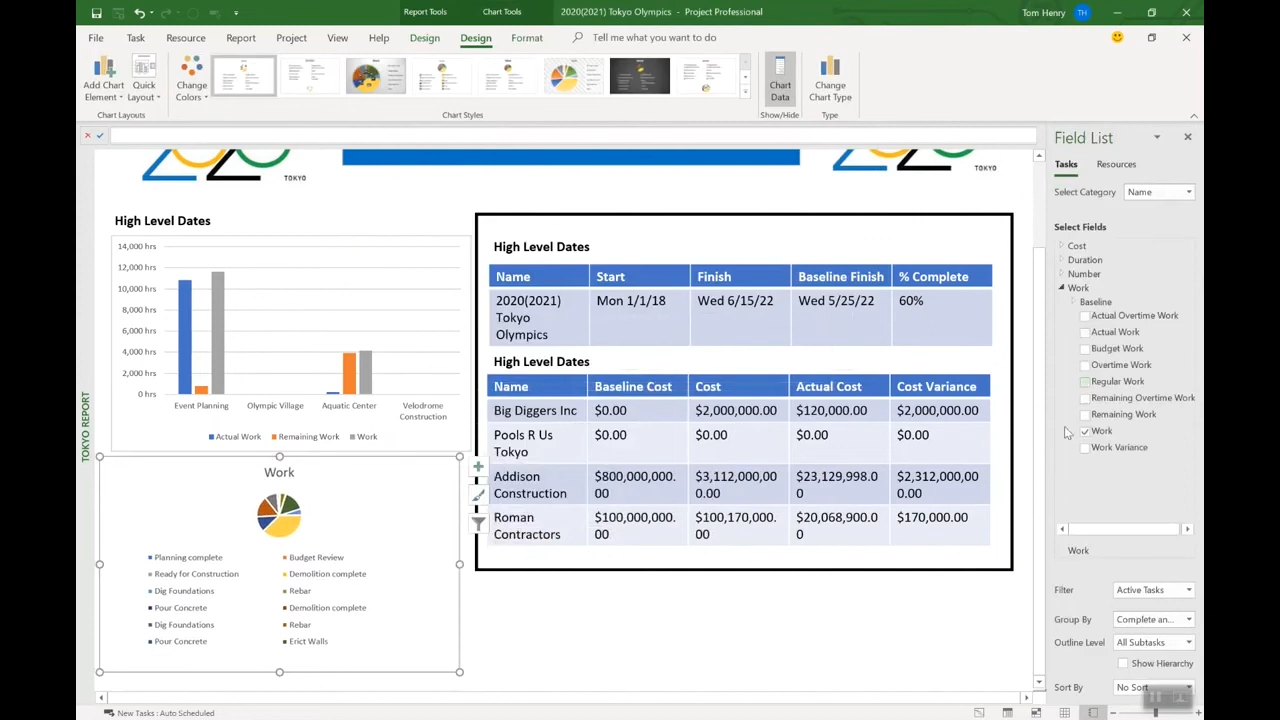 Report Tools
Chart Tools
2020(2021) Tokyo Olympics - Project Professional
Tom Henry
TH
File
Task
Resource
Report
Project
View
Help
Design
Design
Format
Tell me what you want to do
Add Chart Element
Quick Layout
Change Colors
Chart Data
Change Chart Type
Chart Layouts
Chart Styles
Show/Hide
Type
TOKYO
TOKYO
TOKYO REPORT
High Level Dates
14,000 hrs
12,000 hrs
10,000 hrs
8,000 hrs
6,000 hrs
4,000 hrs
2,000 hrs
0 hrs
Event Planning
Olympic Village
Aquatic Center
Velodrome Construction
Actual Work
Remaining Work
Work
Work
Planning complete
Budget Review
Ready for Construction
Demolition complete
Dig Foundations
Rebar
Pour Concrete
Demolition complete
Dig Foundations
Rebar
Pour Concrete
Erict Walls
High Level Dates
Name Start Finish Baseline Finish % Complete
2020(2021) Mon 1/1/18 Wed 6/15/22 Wed 5/25/22 60%
Tokyo
Olympics
High Level Dates
Name Baseline Cost Cost Actual Cost Cost Variance
Big Diggers Inc $0.00 $2,000,000.00 $120,000.00 $2,000,000.00
Pools R Us $0.00 $0.00 $0.00 $0.00
Tokyo
Addison $800,000,000. $3,112,000,00 $23,129,998.0 $2,312,000,00
Construction 00 0.00 0 0.00
Roman $100,000,000. $100,170,000. $20,068,900.0 $170,000.00
Contractors 00 00 0
Field List
Tasks
Resources
Select Category
Name
Select Fields
Cost
Duration
Number
Work
Baseline
Actual Overtime Work
Actual Work
Budget Work
Overtime Work
Regular Work
Remaining Overtime Work
Remaining Work
Work
Work Variance
Work
Filter
Active Tasks
Group By
Complete an...
Outline Level
All Subtasks
Show Hierarchy
Sort By
No Sort
New Tasks : Auto Scheduled